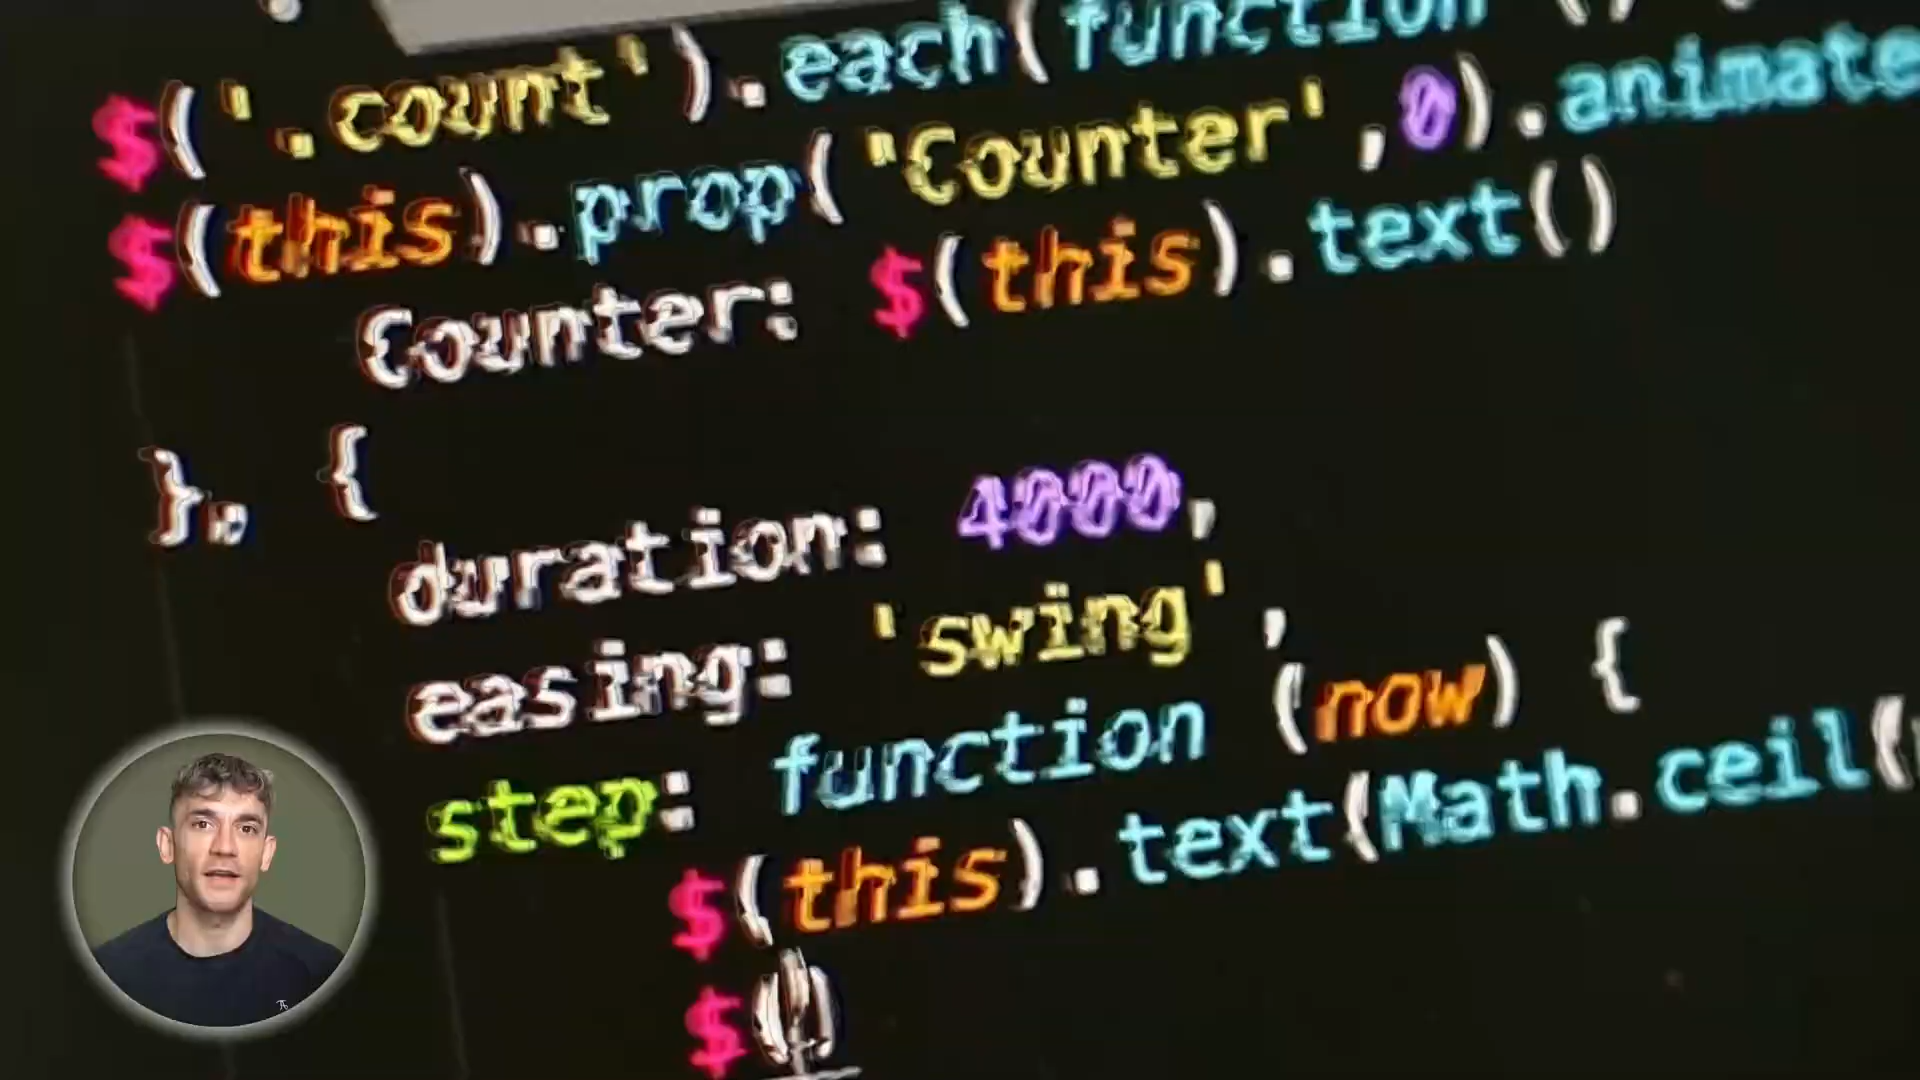 $('.count').each(function ()
$(this).prop('Counter',0).animate
Counter: $(this).text()
}, {
duration: 4000,
easing: 'swing',
step: function (now) {
$(this).text(Math.ceil(
$()